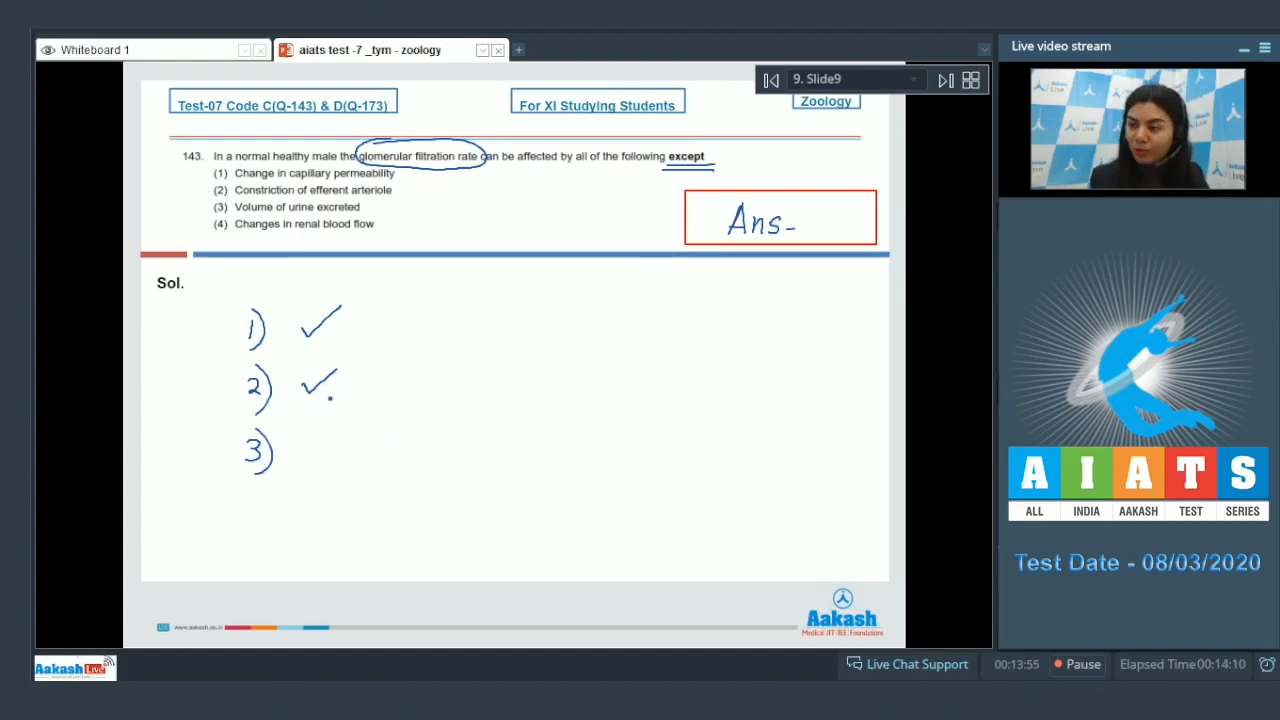 Whiteboard 1
aiats test -7 _tym - zoology
Live video stream
9. Slide9
Test-07 Code C(Q-143) & D(Q-173)
For XI Studying Students
Zoology
143. In a normal healthy male the glomerular filtration rate can be affected by all of the following except
(1) Change in capillary permeability
(2) Constriction of efferent arteriole
(3) Volume of urine excreted
(4) Changes in renal blood flow
Ans-
Sol.
1) ✓
2) ✓
3)
A I A T S
ALL INDIA AAKASH TEST SERIES
Test Date - 08/03/2020
www.aakash.ac.in
Aakash
Medical|IIT-JEE|Foundations
Aakash Live
Live Chat Support
00:13:55
Pause
Elapsed Time 00:14:10